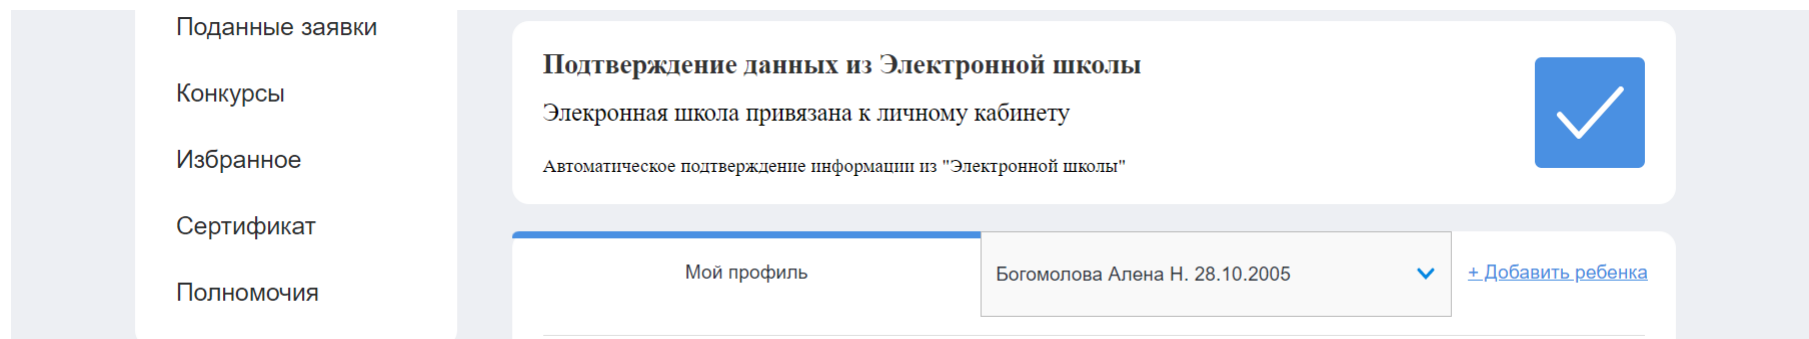 Поданные заявки
Конкурсы
Избранное
Сертификат
Полномочия
Подтверждение данных из Электронной школы
Элекронная школа привязана к личному кабинету
Автоматическое подтверждение информации из "Электронной школы"
Мой профиль
Богомолова Алена Н. 28.10.2005
+ Добавить ребенка